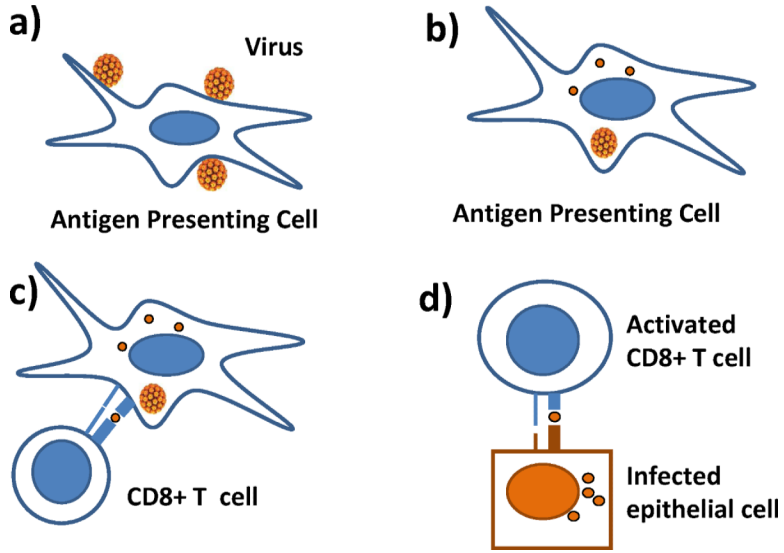 a)
Virus
Antigen Presenting Cell
b)
Antigen Presenting Cell
c)
CD8+ T cell
d)
Activated
CD8+ T cell
Infected
epithelial cell